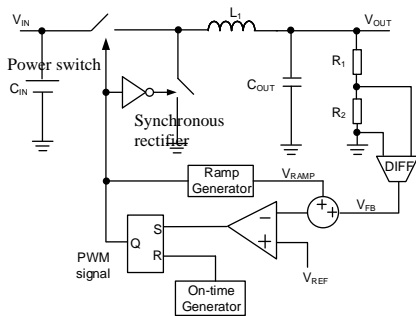 L1
VIN
VOUT
Power switch
CIN
R1
COUT
R2
Synchronous
rectifier
DIFF
Ramp
Generator
VRAMP
+
+
VFB
Q
S
R
−
+
PWM
signal
VREF
On-time
Generator